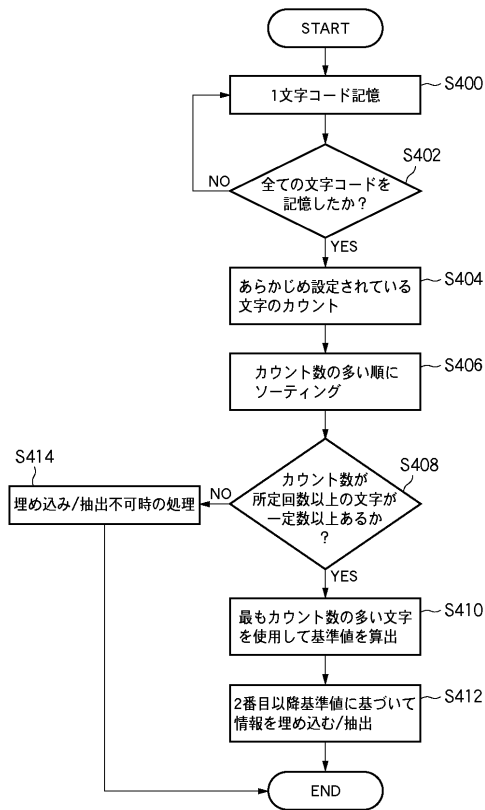 START
S400
1文字コード記憶
S402
全ての文字コードを
記憶したか？
NO
YES
S404
あらかじめ設定されている
文字のカウント
S406
カウント数の多い順に
ソーティング
S408
カウント数が
所定回数以上の文字が
一定数以上あるか
？
NO
S414
埋め込み/抽出不可時の処理
YES
S410
最もカウント数の多い文字
を使用して基準値を算出
S412
2番目以降基準値に基づいて
情報を埋め込む/抽出
END